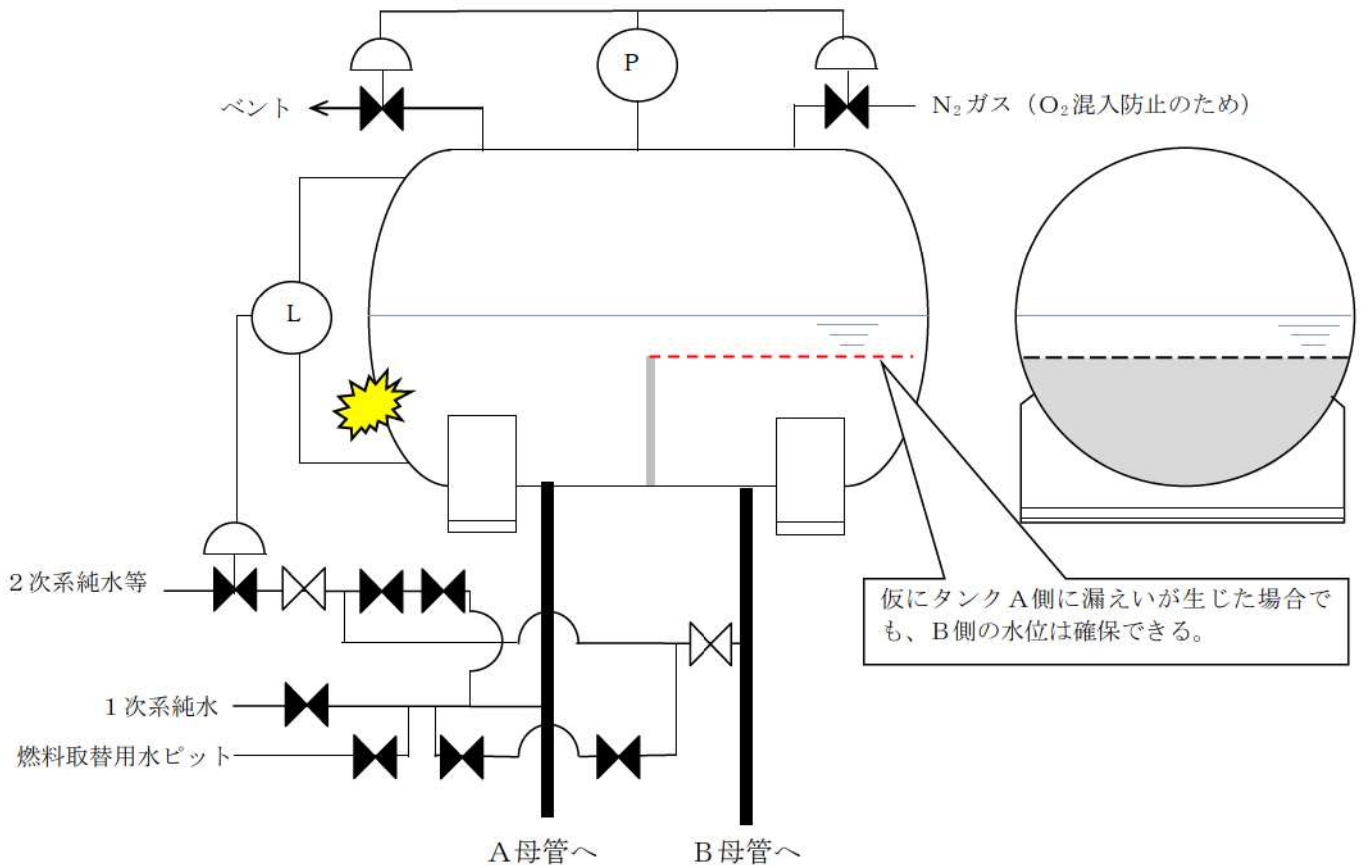 P
ベント
N₂ガス（O₂混入防止のため）
L
2次系純水等
仮にタンクA側に漏えいが生じた場合で
も、B側の水位は確保できる。
1次系純水
燃料取替用水ピット
A母管へ
B母管へ